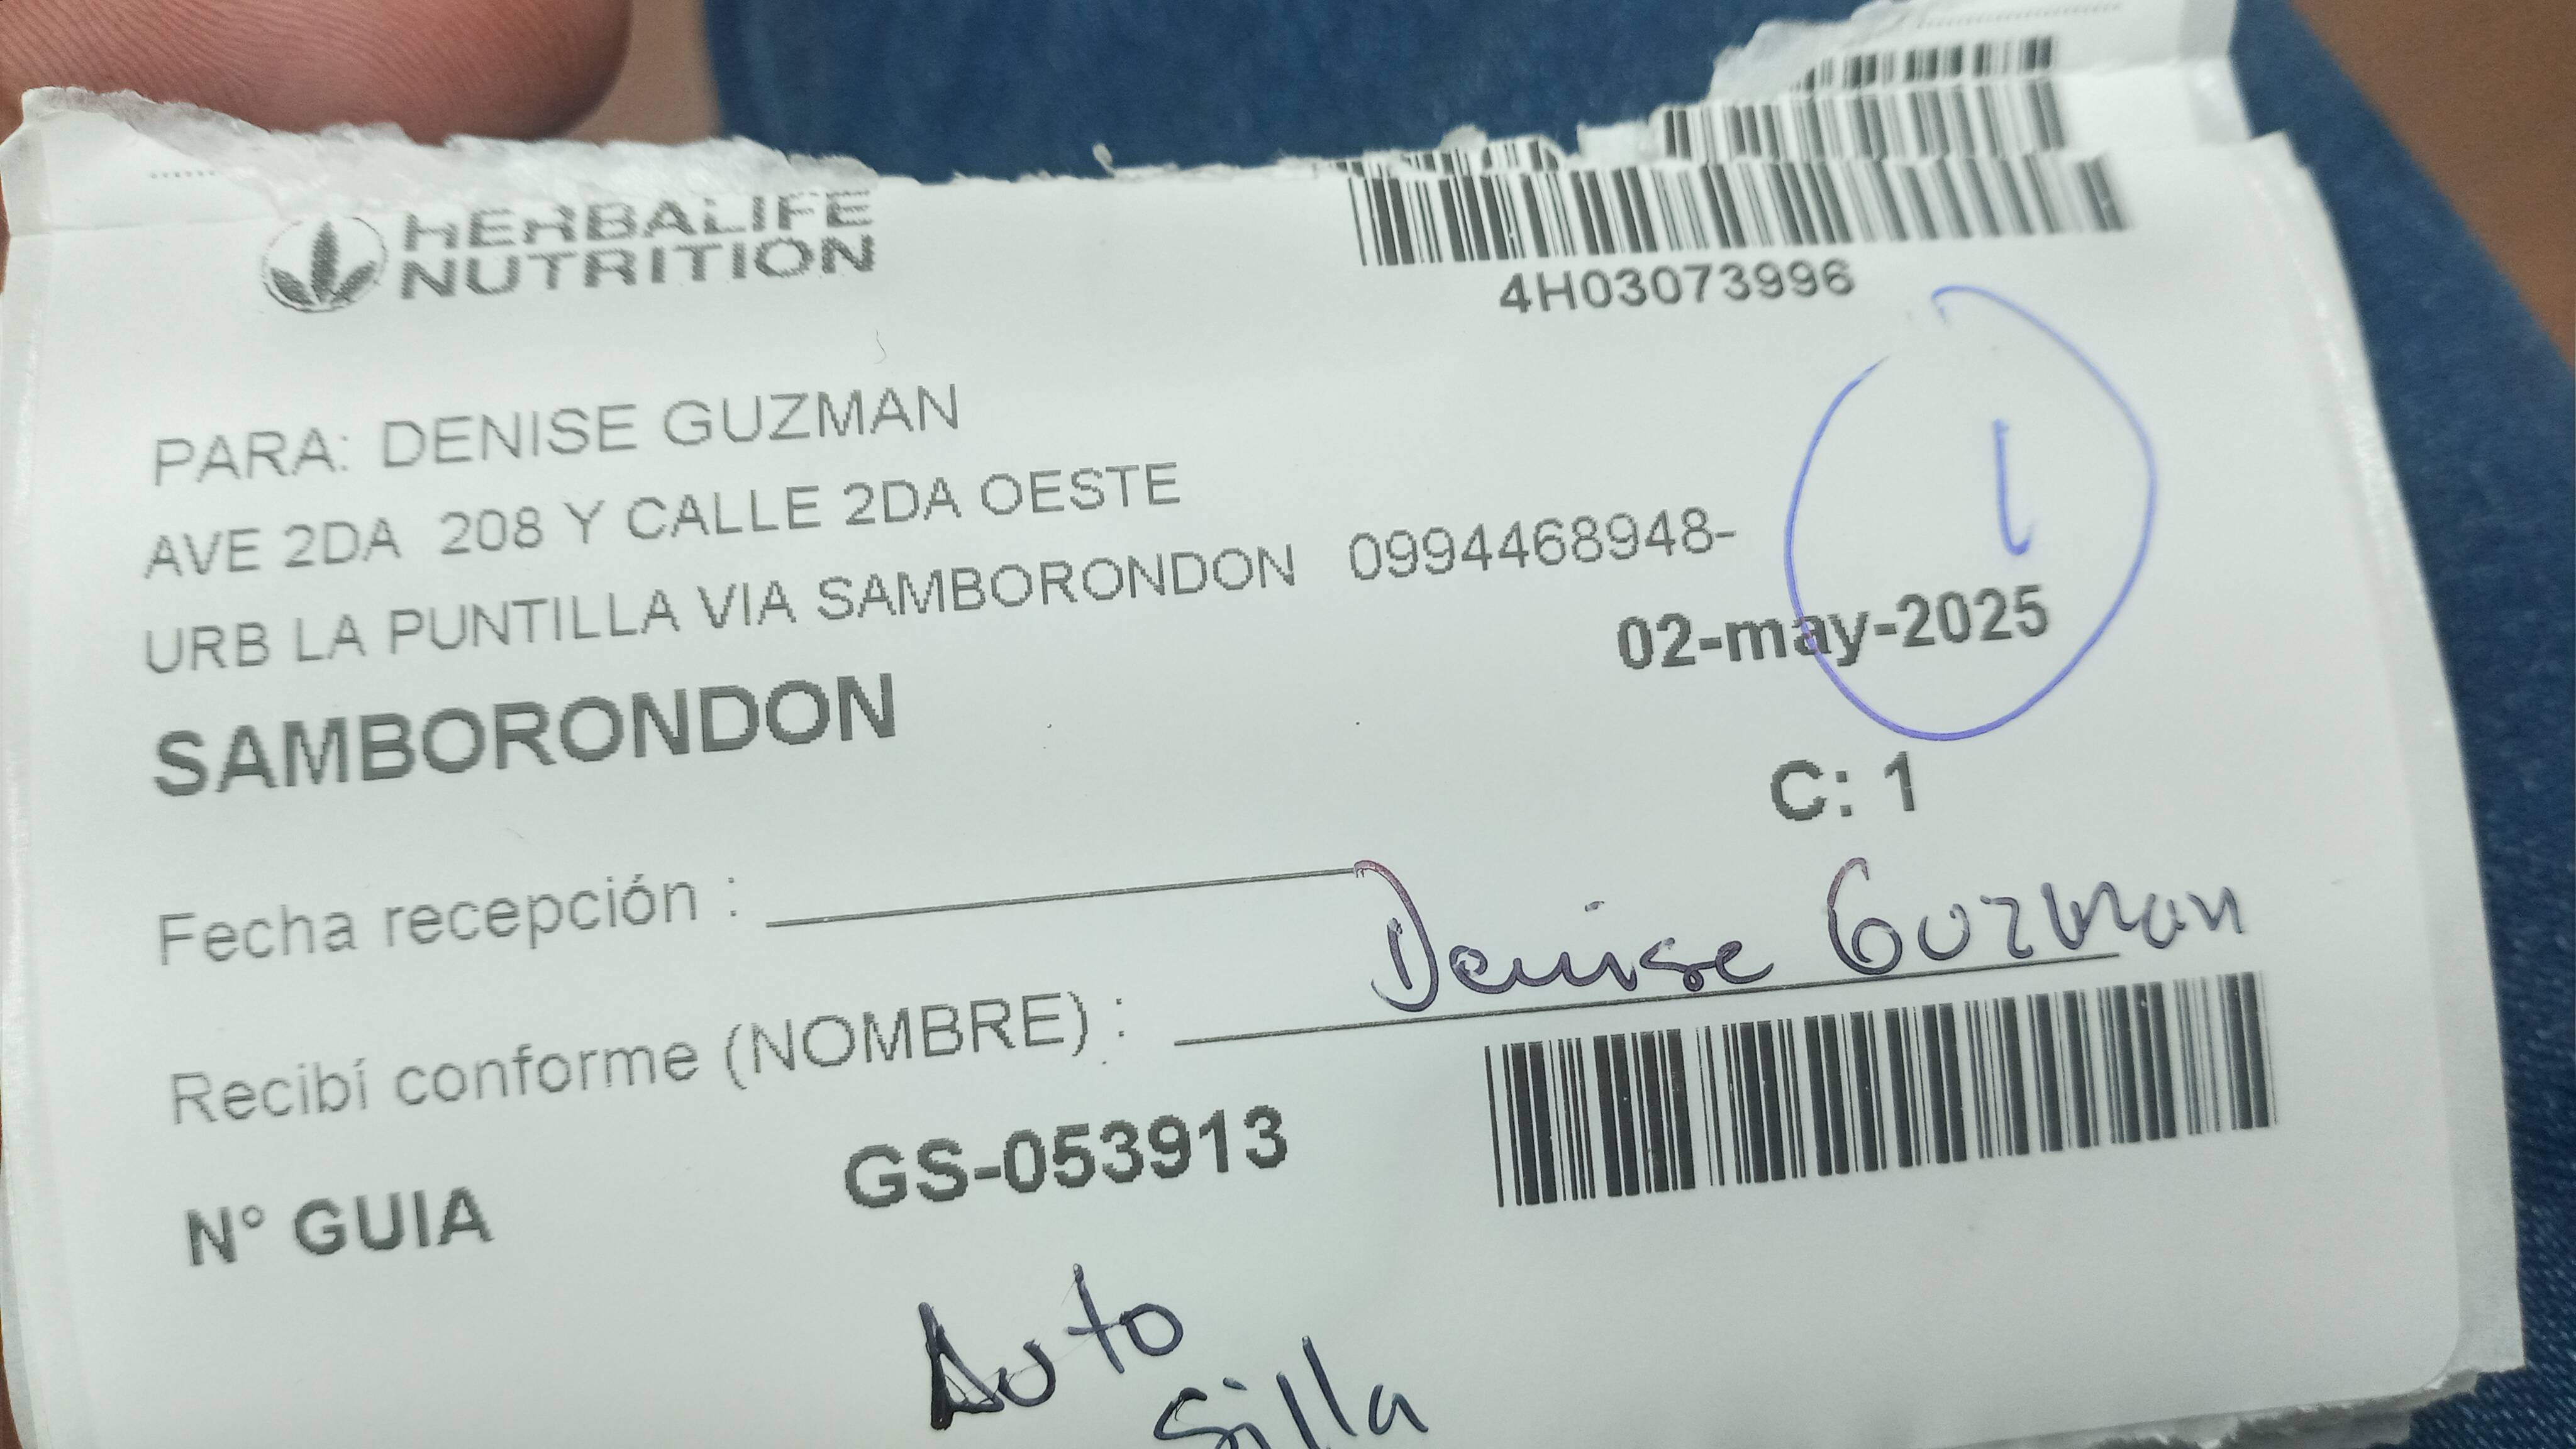 HERBALIFE
NUTRITION
4H03073996
1
PARA: DENISE GUZMAN
AVE 2DA 208 Y CALLE 2DA OESTE
URB LA PUNTILLA VIA SAMBORONDON 0994468948-
02-may-2025
SAMBORONDON
C: 1
Fecha recepción :
Recibí conforme (NOMBRE) : Denise Guzman
N° GUIA GS-053913
Auto
Silla